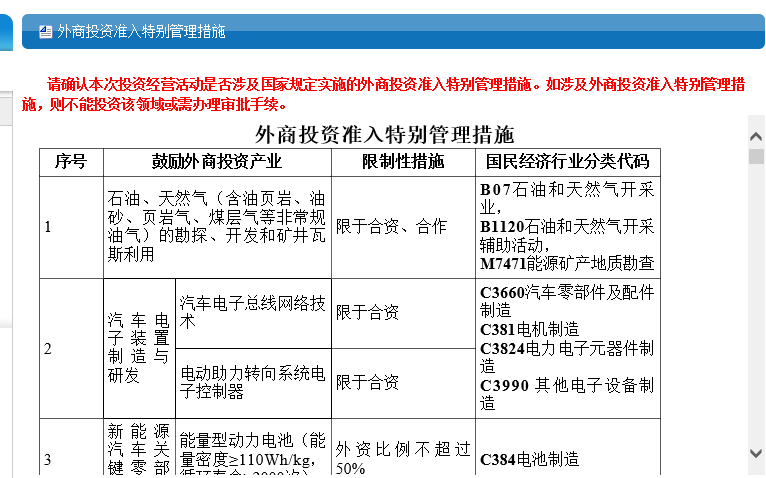 外商投资准入特别管理措施
请确认本次投资经营活动是否涉及国家规定实施的外商投资准入特别管理措施。如涉及外商投资准入特别管理措
施，则不能投资该领域或需办理审批手续。
外商投资准入特别管理措施
序号 鼓励外商投资产业 限制性措施 国民经济行业分类代码
1
石油、天然气（含油页岩、油
砂、页岩气、煤层气等非常规
油气）的勘探、开发和矿井瓦
斯利用
限于合资、合作
B07石油和天然气开采
业，
B1120石油和天然气开采
辅助活动，
M7471能源矿产地质勘查
2
汽车电
子装置
制造与
研发
汽车电子总线网络技
术
限于合资
电动助力转向系统电
子控制器
限于合资
C3660汽车零部件及配件
制造
C381电机制造
C3824电力电子元器件制
造
C3990 其他电子设备制
造
3
新能源
汽车关
键零部
能量型动力电池（能
量密度≥110Wh/kg，
外资比例不超过
50%
C384电池制造